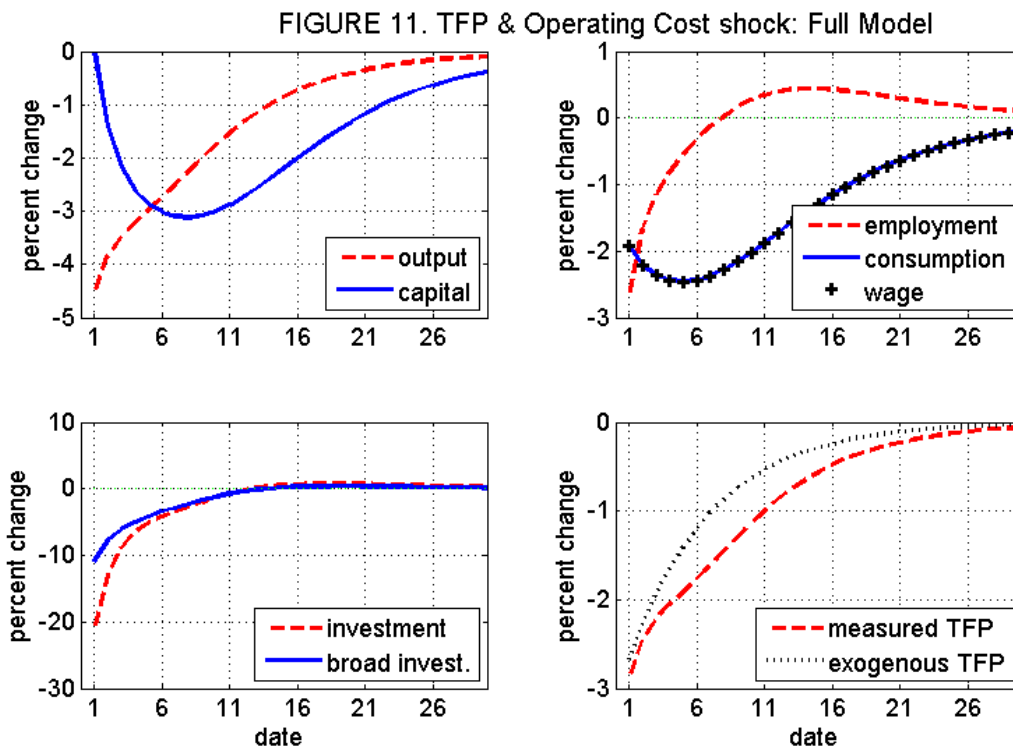 FIGURE 11. TFP & Operating Cost shock: Full Model
percent change
0
-1
-2
-3
-4
-5
1 6 11 16 21 26
output
capital
percent change
1
0
-1
-2
-3
1 6 11 16 21 26
employment
consumption
wage
percent change
10
0
-10
-20
-30
1 6 11 16 21 26
date
investment
broad invest.
percent change
0
-1
-2
-3
1 6 11 16 21 26
date
measured TFP
exogenous TFP